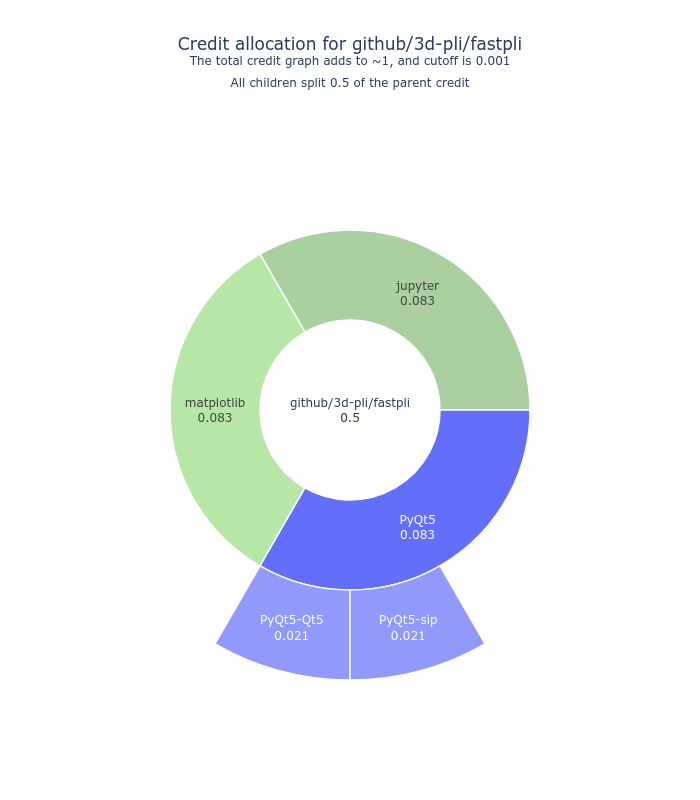 Credit allocation for github/3d-pli/fastpli
The total credit graph adds to ~1, and cutoff is 0.001
All children split 0.5 of the parent credit
jupyter
0.083
matplotlib
0.083
github/3d-pli/fastpli
0.5
PyQt5
0.083
PyQt5-Qt5
0.021
PyQt5-sip
0.021